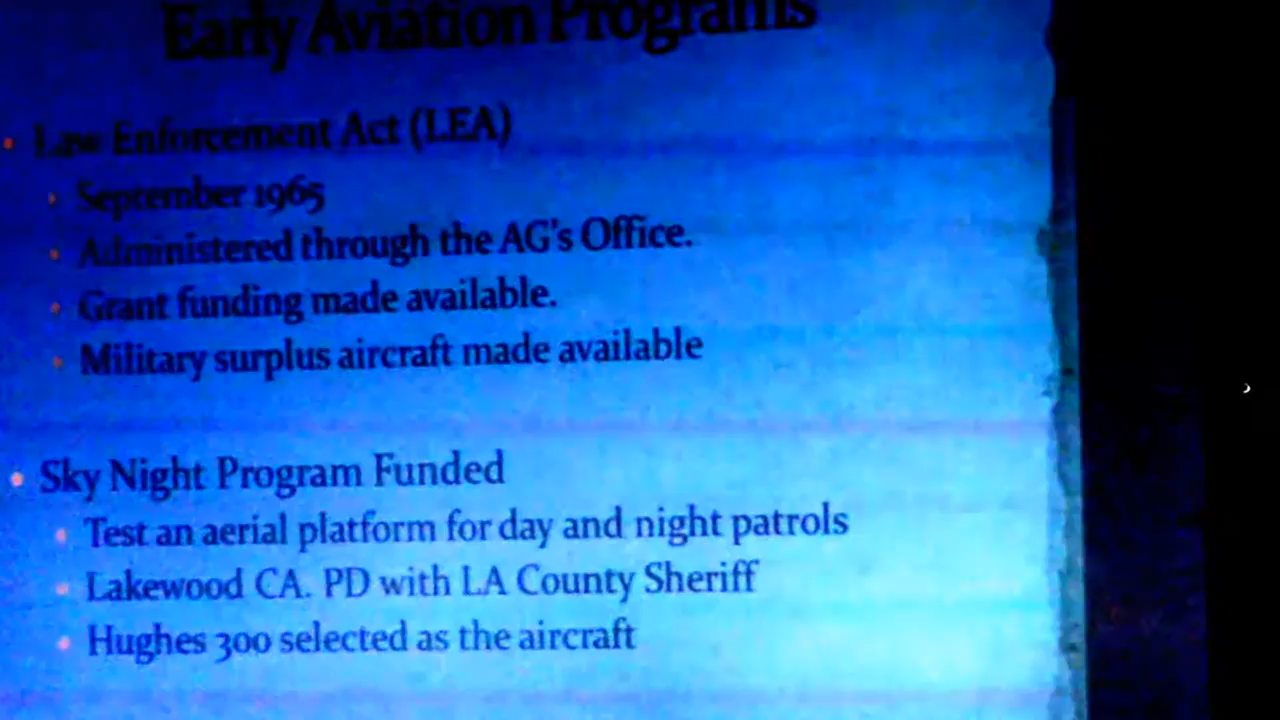 Early Aviation Programs
• Law Enforcement Act (LEA)
• September 1965
• Administered through the AG's Office.
• Grant funding made available.
• Military surplus aircraft made available
• Sky Night Program Funded
• Test an aerial platform for day and night patrols
• Lakewood CA. PD with LA County Sheriff
• Hughes 300 selected as the aircraft